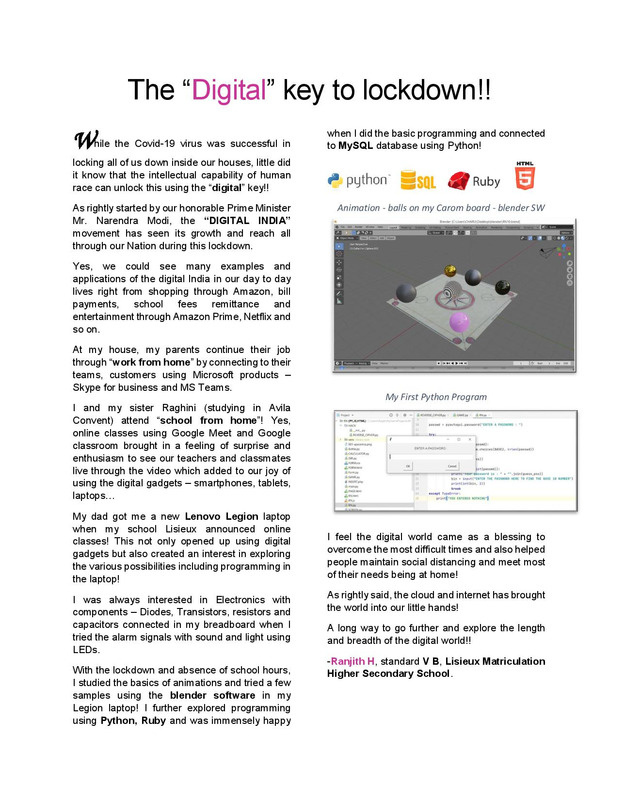 The “Digital” key to lockdown!!
While the Covid-19 virus was successful in
locking all of us down inside our houses, little did
it know that the intellectual capability of human
race can unlock this using the “digital” key!!
As rightly started by our honorable Prime Minister
Mr. Narendra Modi, the “DIGITAL INDIA”
movement has seen its growth and reach all
through our Nation during this lockdown.
Yes, we could see many examples and
applications of the digital India in our day to day
lives right from shopping through Amazon, bill
payments, school fees remittance and
entertainment through Amazon Prime, Netflix and
so on.
At my house, my parents continue their job
through “work from home” by connecting to their
teams, customers using Microsoft products –
Skype for business and MS Teams.
I and my sister Raghini (studying in Avila
Convent) attend “school from home”! Yes,
online classes using Google Meet and Google
classroom brought in a feeling of surprise and
enthusiasm to see our teachers and classmates
live through the video which added to our joy of
using the digital gadgets – smartphones, tablets,
laptops…
My dad got me a new Lenovo Legion laptop
when my school Lisieux announced online
classes! This not only opened up using digital
gadgets but also created an interest in exploring
the various possibilities including programming in
the laptop!
I was always interested in Electronics with
components – Diodes, Transistors, resistors and
capacitors connected in my breadboard when I
tried the alarm signals with sound and light using
LEDs.
With the lockdown and absence of school hours,
I studied the basics of animations and tried a few
samples using the blender software in my
Legion laptop! I further explored programming
using Python, Ruby and was immensely happy
when I did the basic programming and connected
to MySQL database using Python!
python
SQL
Ruby
HTML
5
Animation - balls on my Carom board - blender SW
My First Python Program
ENTER A PASSWORD
OK
Cancel
break
I feel the digital world came as a blessing to
overcome the most difficult times and also helped
people maintain social distancing and meet most
of their needs being at home!
As rightly said, the cloud and internet has brought
the world into our little hands!
A long way to go further and explore the length
and breadth of the digital world!!
-Ranjith H, standard V B, Lisieux Matriculation
Higher Secondary School.